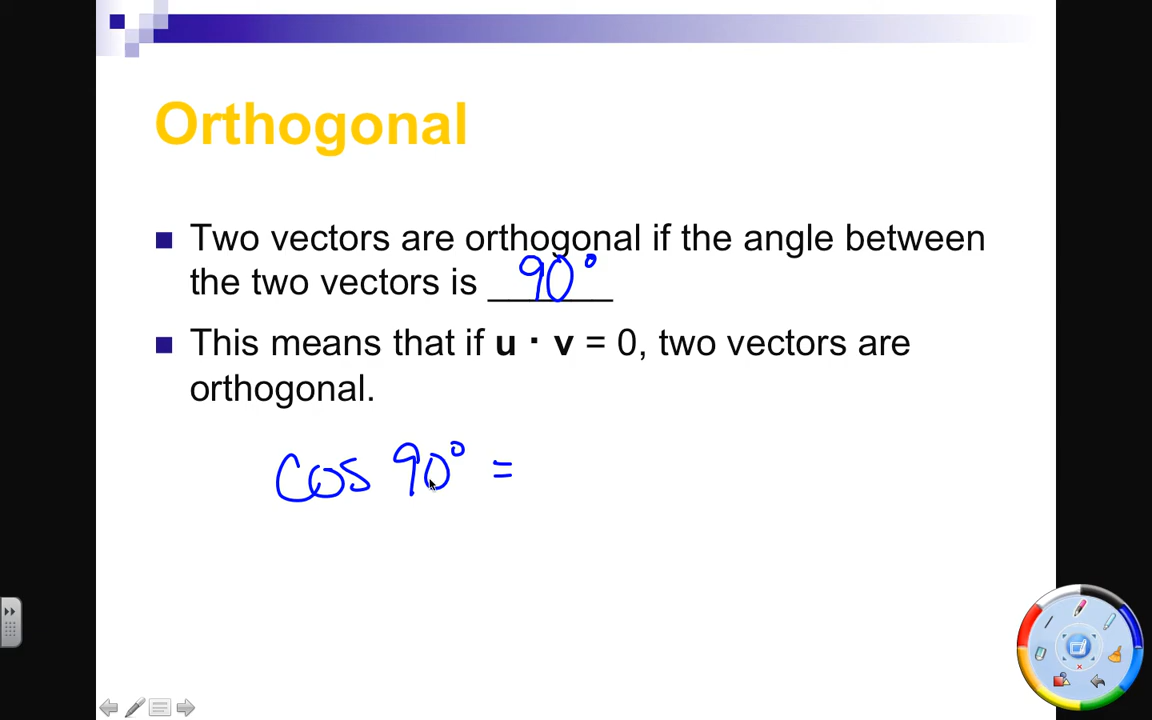 Orthogonal
Two vectors are orthogonal if the angle between
the two vectors is 90°
This means that if u · v = 0, two vectors are
orthogonal.
cos 90° =